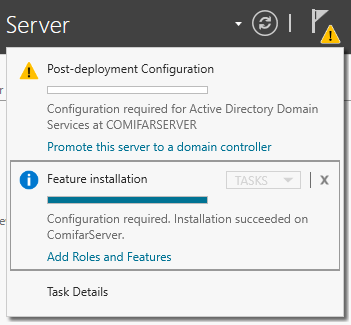 Server
Post-deployment Configuration
Configuration required for Active Directory Domain
Services at COMIFARSERVER
Promote this server to a domain controller
Feature installation
TASKS
X
Configuration required. Installation succeeded on
ComifarServer.
Add Roles and Features
Task Details